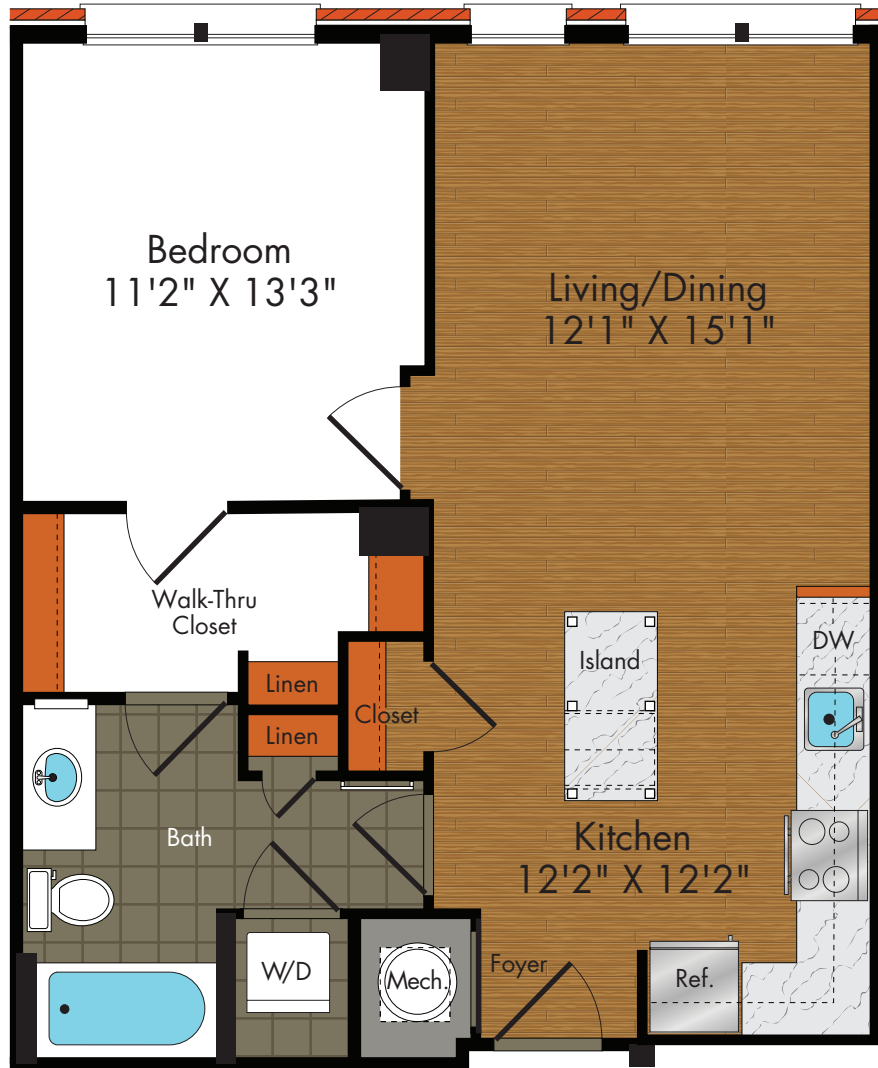 Bedroom
11'2" X 13'3"
Living/Dining
12'1" X 15'1"
Walk-Thru
Closet
Linen
Linen
Closet
Island
DW
Bath
Kitchen
12'2" X 12'2"
W/D
Mech.
Foyer
Ref.